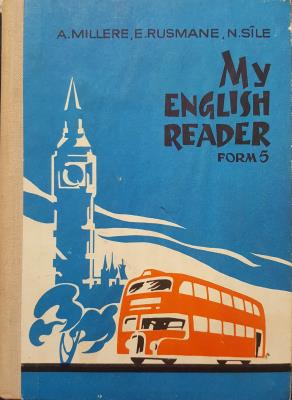 A. MILLERE, E. RUSMANE, N. SĪLE
My
ENGLISH
READER
FORM 5